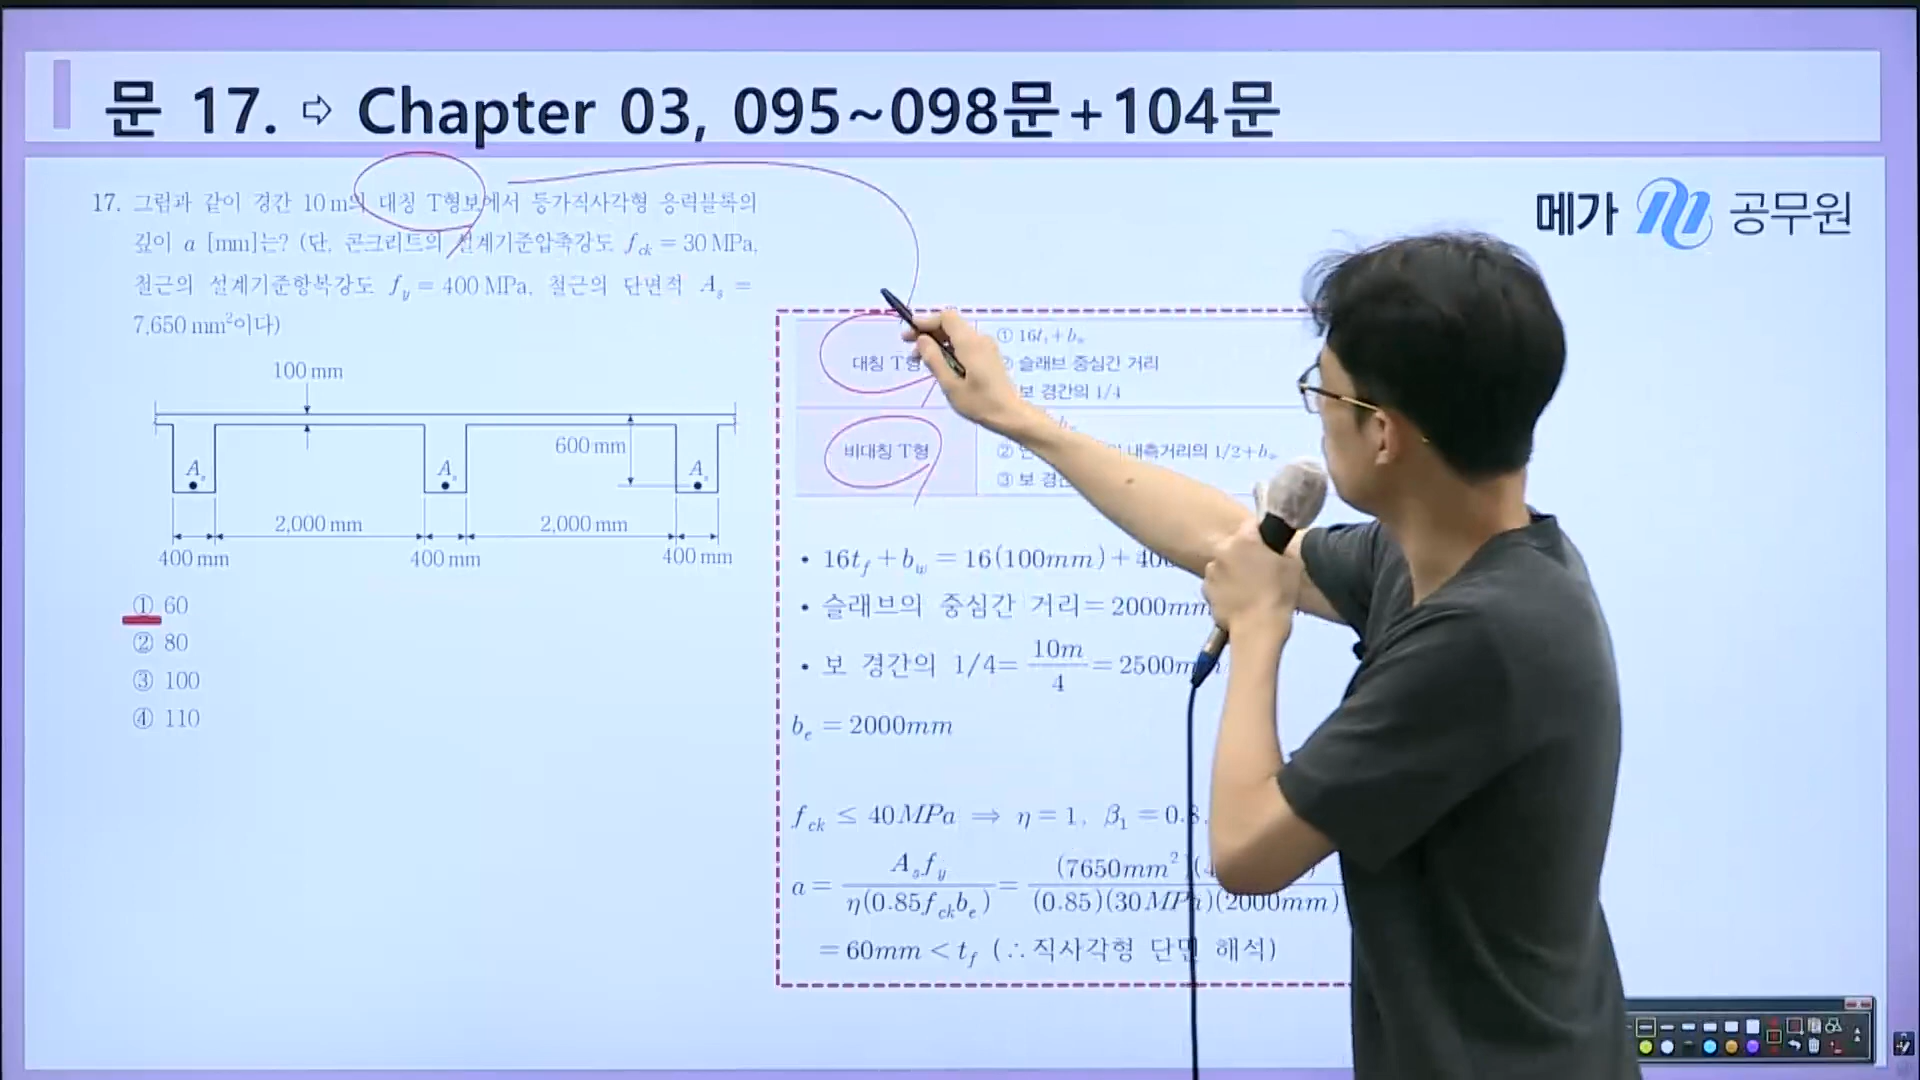 문 17. ⇨ Chapter 03, 095~098문+104문
메가 공무원
17. 그림과 같이 경간 10 m의 대칭 T형보에서 등가직사각형 응력블록의
깊이 a [mm]는? (단, 콘크리트의 설계기준압축강도 f_ck = 30 MPa,
철근의 설계기준항복강도 f_y = 400 MPa, 철근의 단면적 A_s =
7,650 mm²이다)
100 mm
600 mm
A_s A_s A_s
2,000 mm 2,000 mm
400 mm 400 mm 400 mm
① 60
② 80
③ 100
④ 110
대칭 T형
① 16t_f+b_w
슬래브 중심간 거리
보 경간의 1/4
비대칭 T형
② 내측거리의 1/2+b_w
③ 보
• 16t_f + b_w = 16(100mm) +
• 슬래브의 중심간 거리 = 2000mm
• 보 경간의 1/4 = 10m/4 = 2500mm
b_e = 2000mm
f_ck ≤ 40MPa ⟹ η = 1, β_1 = 0.8
a = A_s f_y / η(0.85f_ck b_e) = (7650mm²)( / (0.85)(30MPa)(2000mm)
= 60mm < t_f (∴ 직사각형 단면 해석)